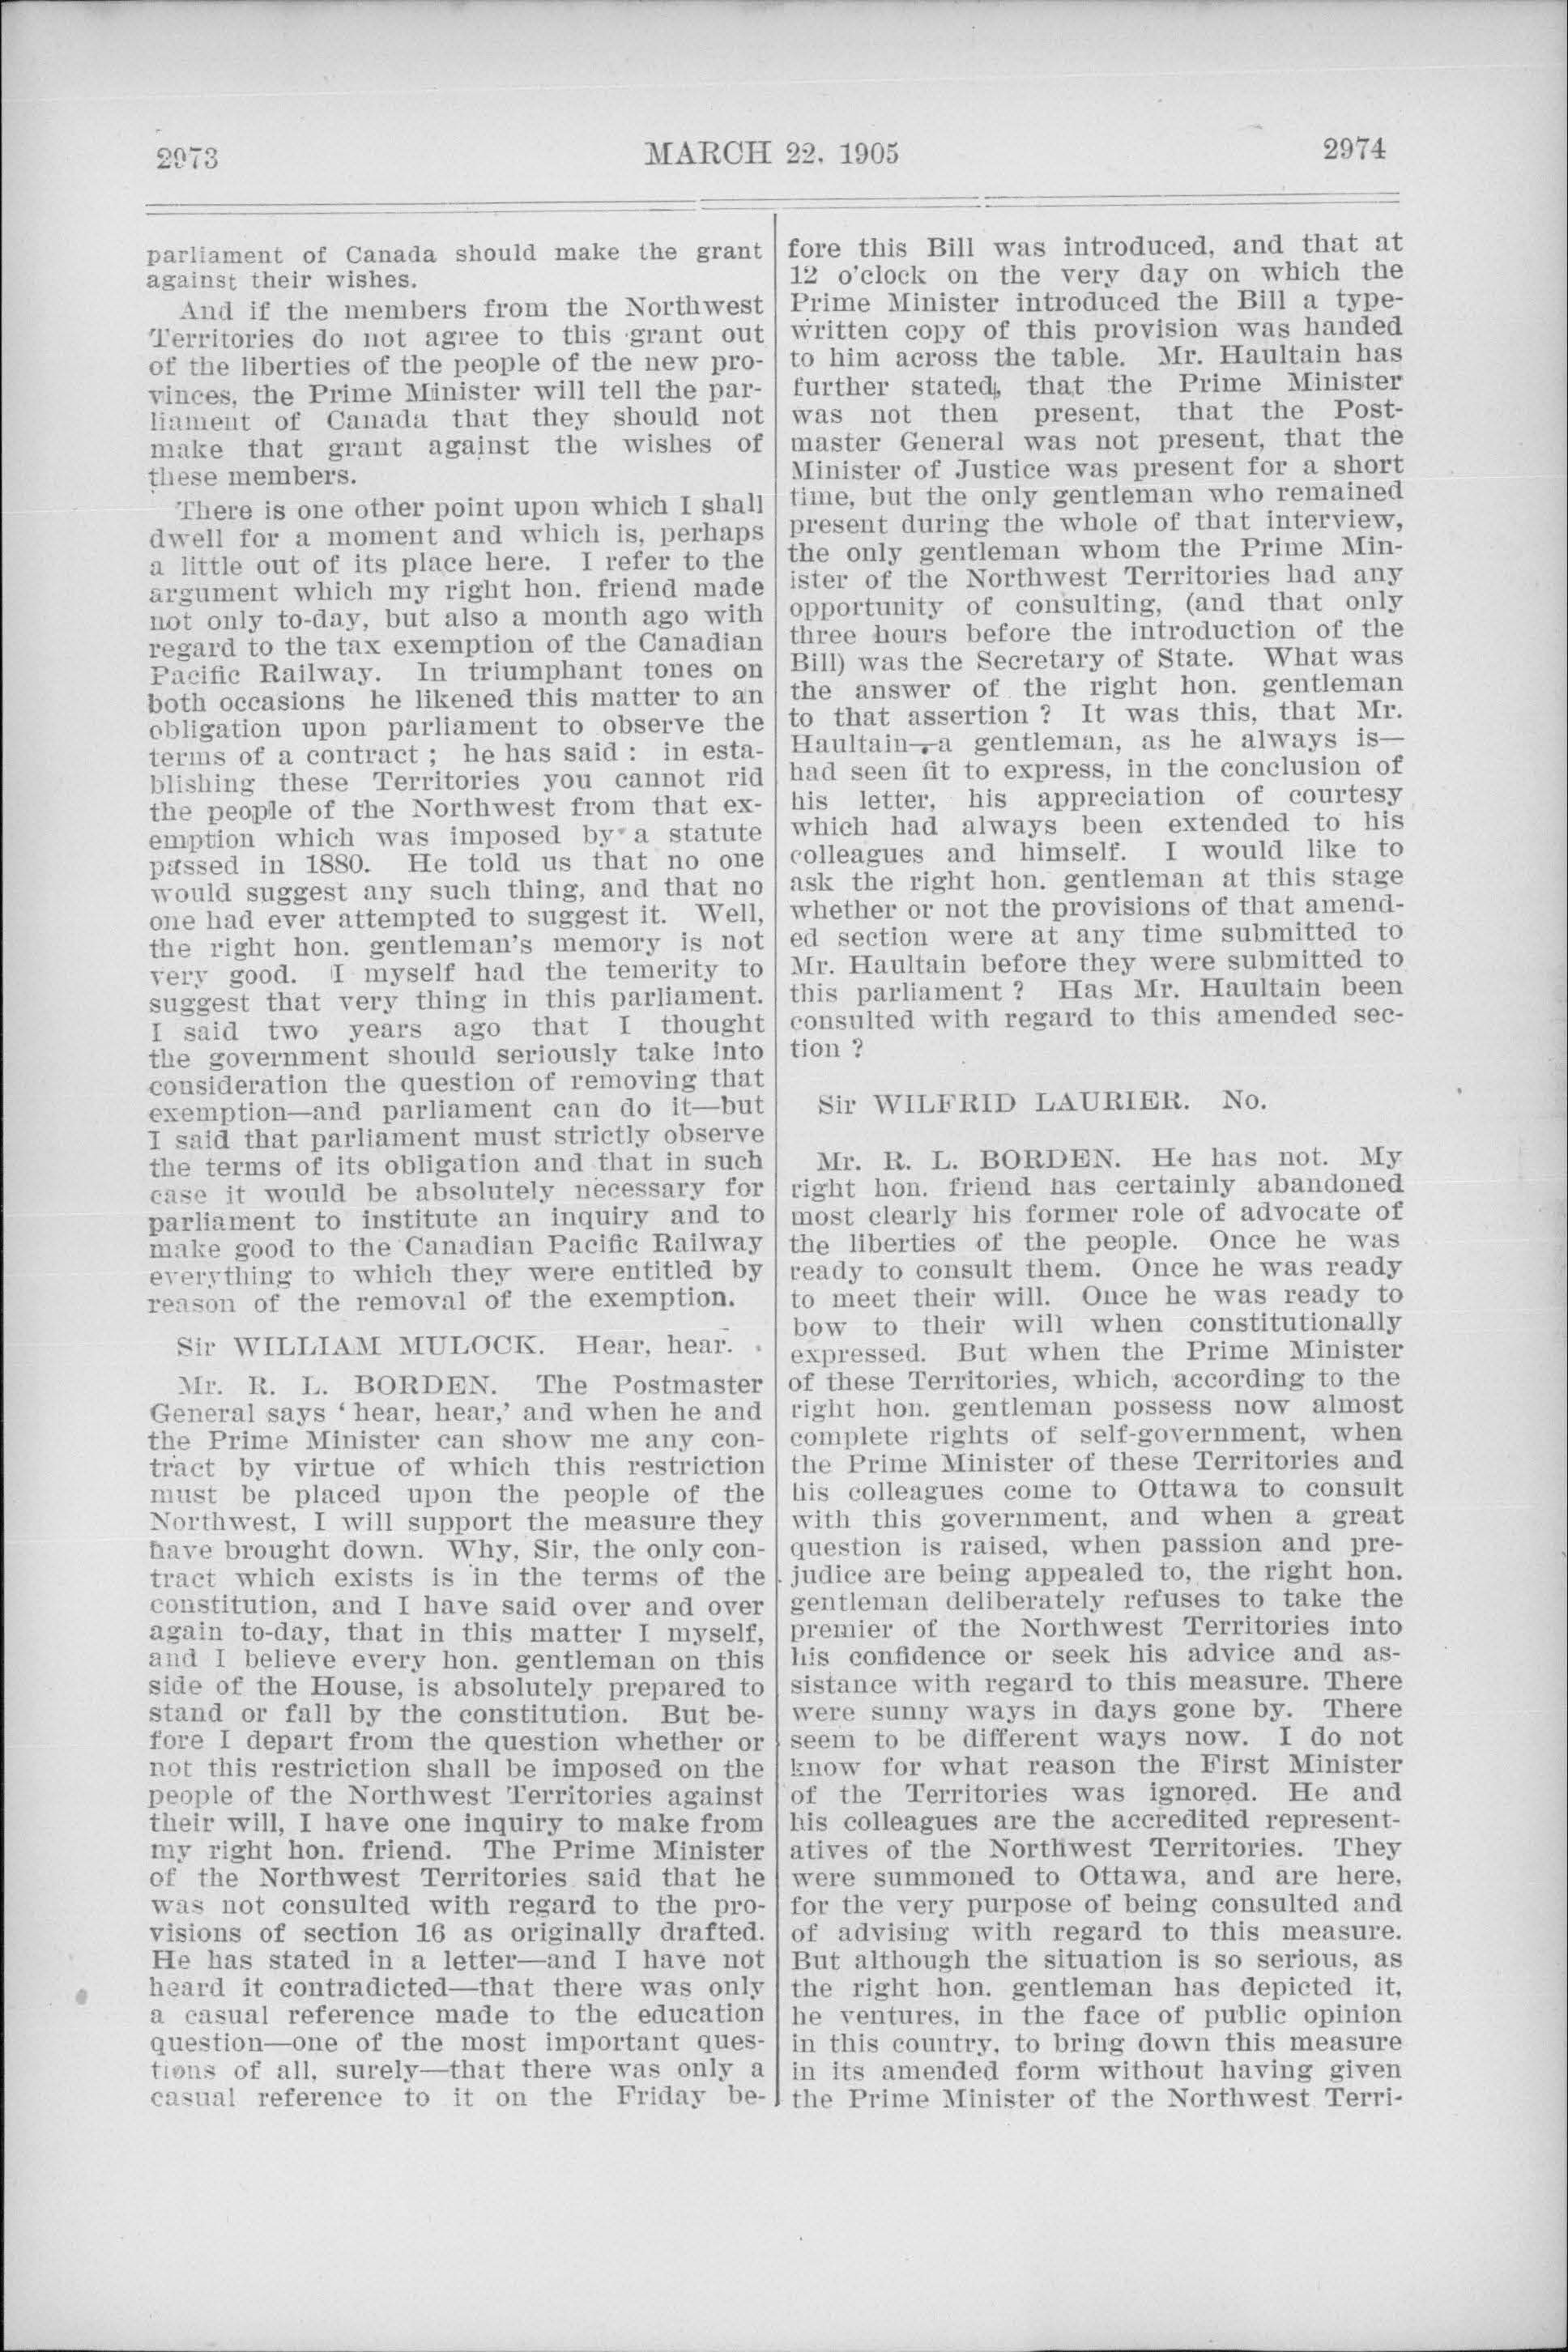 2973
MARCH 22, 1905
2974
parliament of Canada should make the grant
against their wishes.
And if the members from the Northwest
Territories do not agree to this grant out
of the liberties of the people of the new pro-
vinces, the Prime Minister will tell the par-
liament of Canada that they should not
make that grant against the wishes of
these members.
There is one other point upon which I shall
dwell for a moment and which is, perhaps
a little out of its place here. I refer to the
argument which my right hon. friend made
not only to-day, but also a month ago with
regard to the tax exemption of the Canadian
Pacific Railway. In triumphant tones on
both occasions he likened this matter to an
obligation upon parliament to observe the
terms of a contract ; he has said : in esta-
blishing these Territories you cannot rid
the people of the Northwest from that ex-
emption which was imposed by a statute
passed in 1880. He told us that no one
would suggest any such thing, and that no
one had ever attempted to suggest it. Well,
the right hon. gentleman's memory is not
very good. I myself had the temerity to
suggest that very thing in this parliament.
I said two years ago that I thought
the government should seriously take into
consideration the question of removing that
exemption—and parliament can do it—but
I said that parliament must strictly observe
the terms of its obligation and that in such
case it would be absolutely necessary for
parliament to institute an inquiry and to
make good to the Canadian Pacific Railway
everything to which they were entitled by
reason of the removal of the exemption.
Sir WILLIAM MULOCK. Hear, hear.
Mr. R. L. BORDEN. The Postmaster
General says ' hear, hear,' and when he and
the Prime Minister can show me any con-
tract by virtue of which this restriction
must be placed upon the people of the
Northwest, I will support the measure they
have brought down. Why, Sir, the only con-
tract which exists is in the terms of the
constitution, and I have said over and over
again to-day, that in this matter I myself,
and I believe every hon. gentleman on this
side of the House, is absolutely prepared to
stand or fall by the constitution. But be-
fore I depart from the question whether or
not this restriction shall be imposed on the
people of the Northwest Territories against
their will, I have one inquiry to make from
my right hon. friend. The Prime Minister
of the Northwest Territories said that he
was not consulted with regard to the pro-
visions of section 16 as originally drafted.
He has stated in a letter—and I have not
heard it contradicted—that there was only
a casual reference made to the education
question—one of the most important ques-
tions of all, surely—that there was only a
casual reference to it on the Friday be-
fore this Bill was introduced, and that at
12 o'clock on the very day on which the
Prime Minister introduced the Bill a type-
written copy of this provision was handed
to him across the table. Mr. Haultain has
further stated, that the Prime Minister
was not then present, that the Post-
master General was not present, that the
Minister of Justice was present for a short
time, but the only gentleman who remained
present during the whole of that interview,
the only gentleman whom the Prime Min-
ister of the Northwest Territories had any
opportunity of consulting, (and that only
three hours before the introduction of the
Bill) was the Secretary of State. What was
the answer of the right hon. gentleman
to that assertion ? It was this, that Mr.
Haultain—a gentleman, as he always is—
had seen fit to express, in the conclusion of
his letter, his appreciation of courtesy
which had always been extended to his
colleagues and himself. I would like to
ask the right hon. gentleman at this stage
whether or not the provisions of that amend-
ed section were at any time submitted to
Mr. Haultain before they were submitted to
this parliament ? Has Mr. Haultain been
consulted with regard to this amended sec-
tion ?
Sir WILFRID LAURIER. No.
Mr. R. L. BORDEN. He has not. My
right hon. friend has certainly abandoned
most clearly his former role of advocate of
the liberties of the people. Once he was
ready to consult them. Once he was ready
to meet their will. Once he was ready to
bow to their will when constitutionally
expressed. But when the Prime Minister
of these Territories, which, according to the
right hon. gentleman possess now almost
complete rights of self-government, when
the Prime Minister of these Territories and
his colleagues come to Ottawa to consult
with this government, and when a great
question is raised, when passion and pre-
judice are being appealed to, the right hon.
gentleman deliberately refuses to take the
premier of the Northwest Territories into
his confidence or seek his advice and as-
sistance with regard to this measure. There
were sunny ways in days gone by. There
seem to be different ways now. I do not
know for what reason the First Minister
of the Territories was ignored. He and
his colleagues are the accredited represent-
atives of the Northwest Territories. They
were summoned to Ottawa, and are here,
for the very purpose of being consulted and
of advising with regard to this measure.
But although the situation is so serious, as
the right hon. gentleman has depicted it,
he ventures, in the face of public opinion
in this country, to bring down this measure
in its amended form without having given
the Prime Minister of the Northwest Terri-